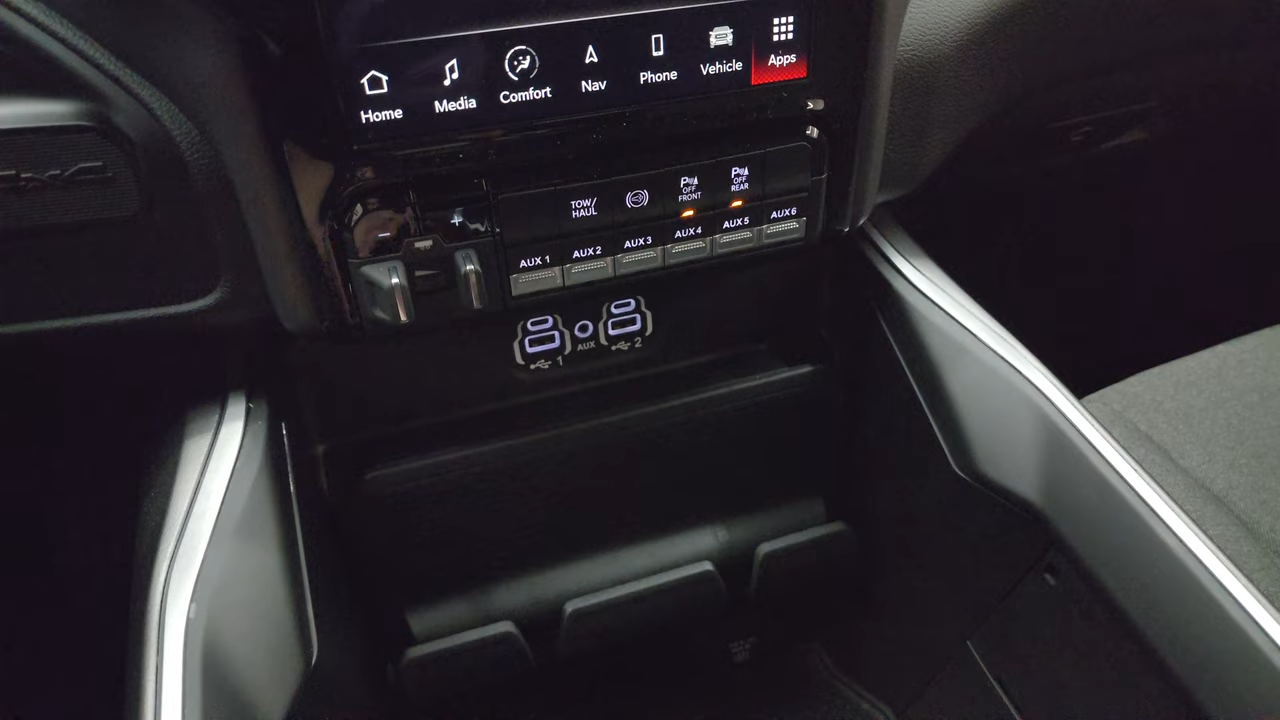 Home
Media
Comfort
Nav
Phone
Vehicle
Apps
TOW/
HAUL
P
OFF
FRONT
P
OFF
REAR
+
AUX 1
AUX 2
AUX 3
AUX 4
AUX 5
AUX 6
1
AUX
2